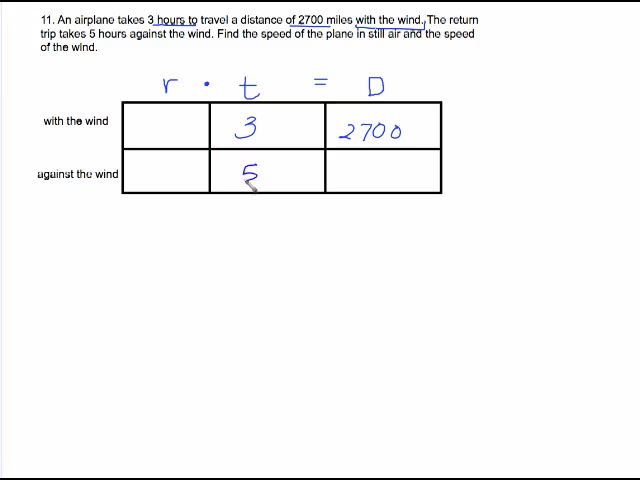 11. An airplane takes 3 hours to travel a distance of 2700 miles with the wind. The return
trip takes 5 hours against the wind. Find the speed of the plane in still air and the speed
of the wind.
r · t = D
with the wind 3 2700
against the wind 5